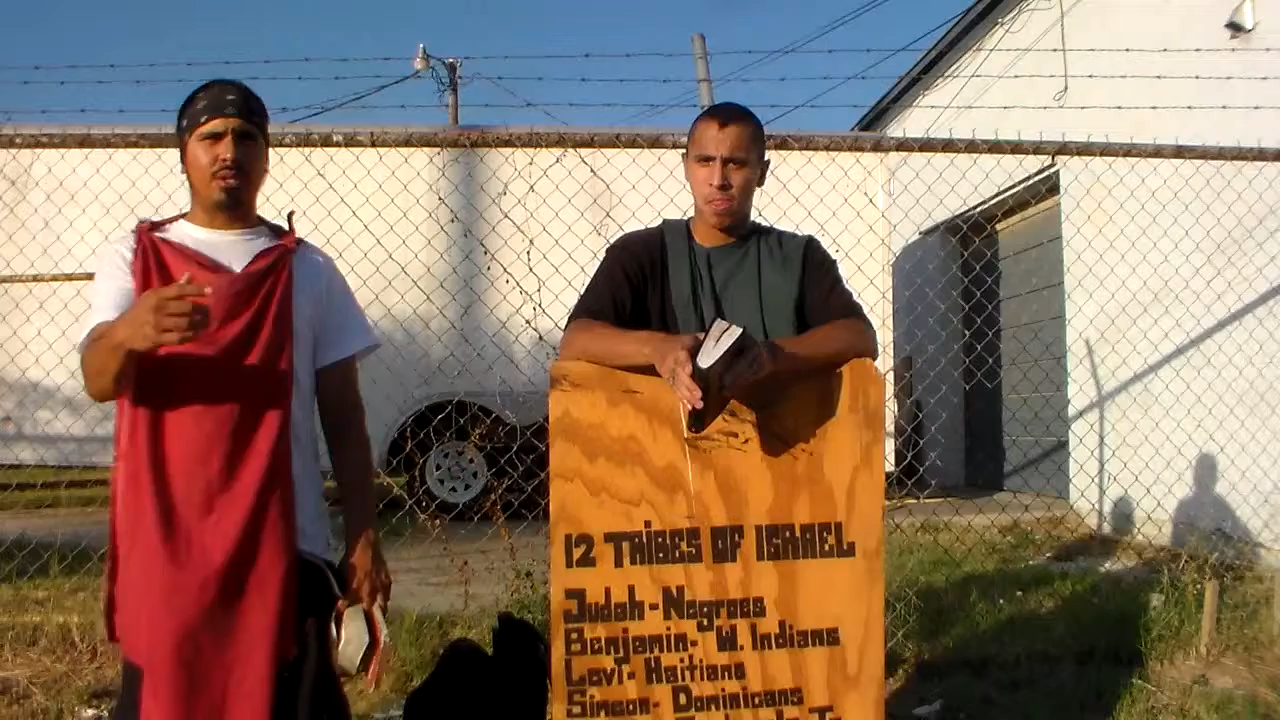 12 TRiBES OF ISRAEL
Judah - Negroes
Benjamin - W. Indians
Levi - Haitians
Simeon - Dominicans